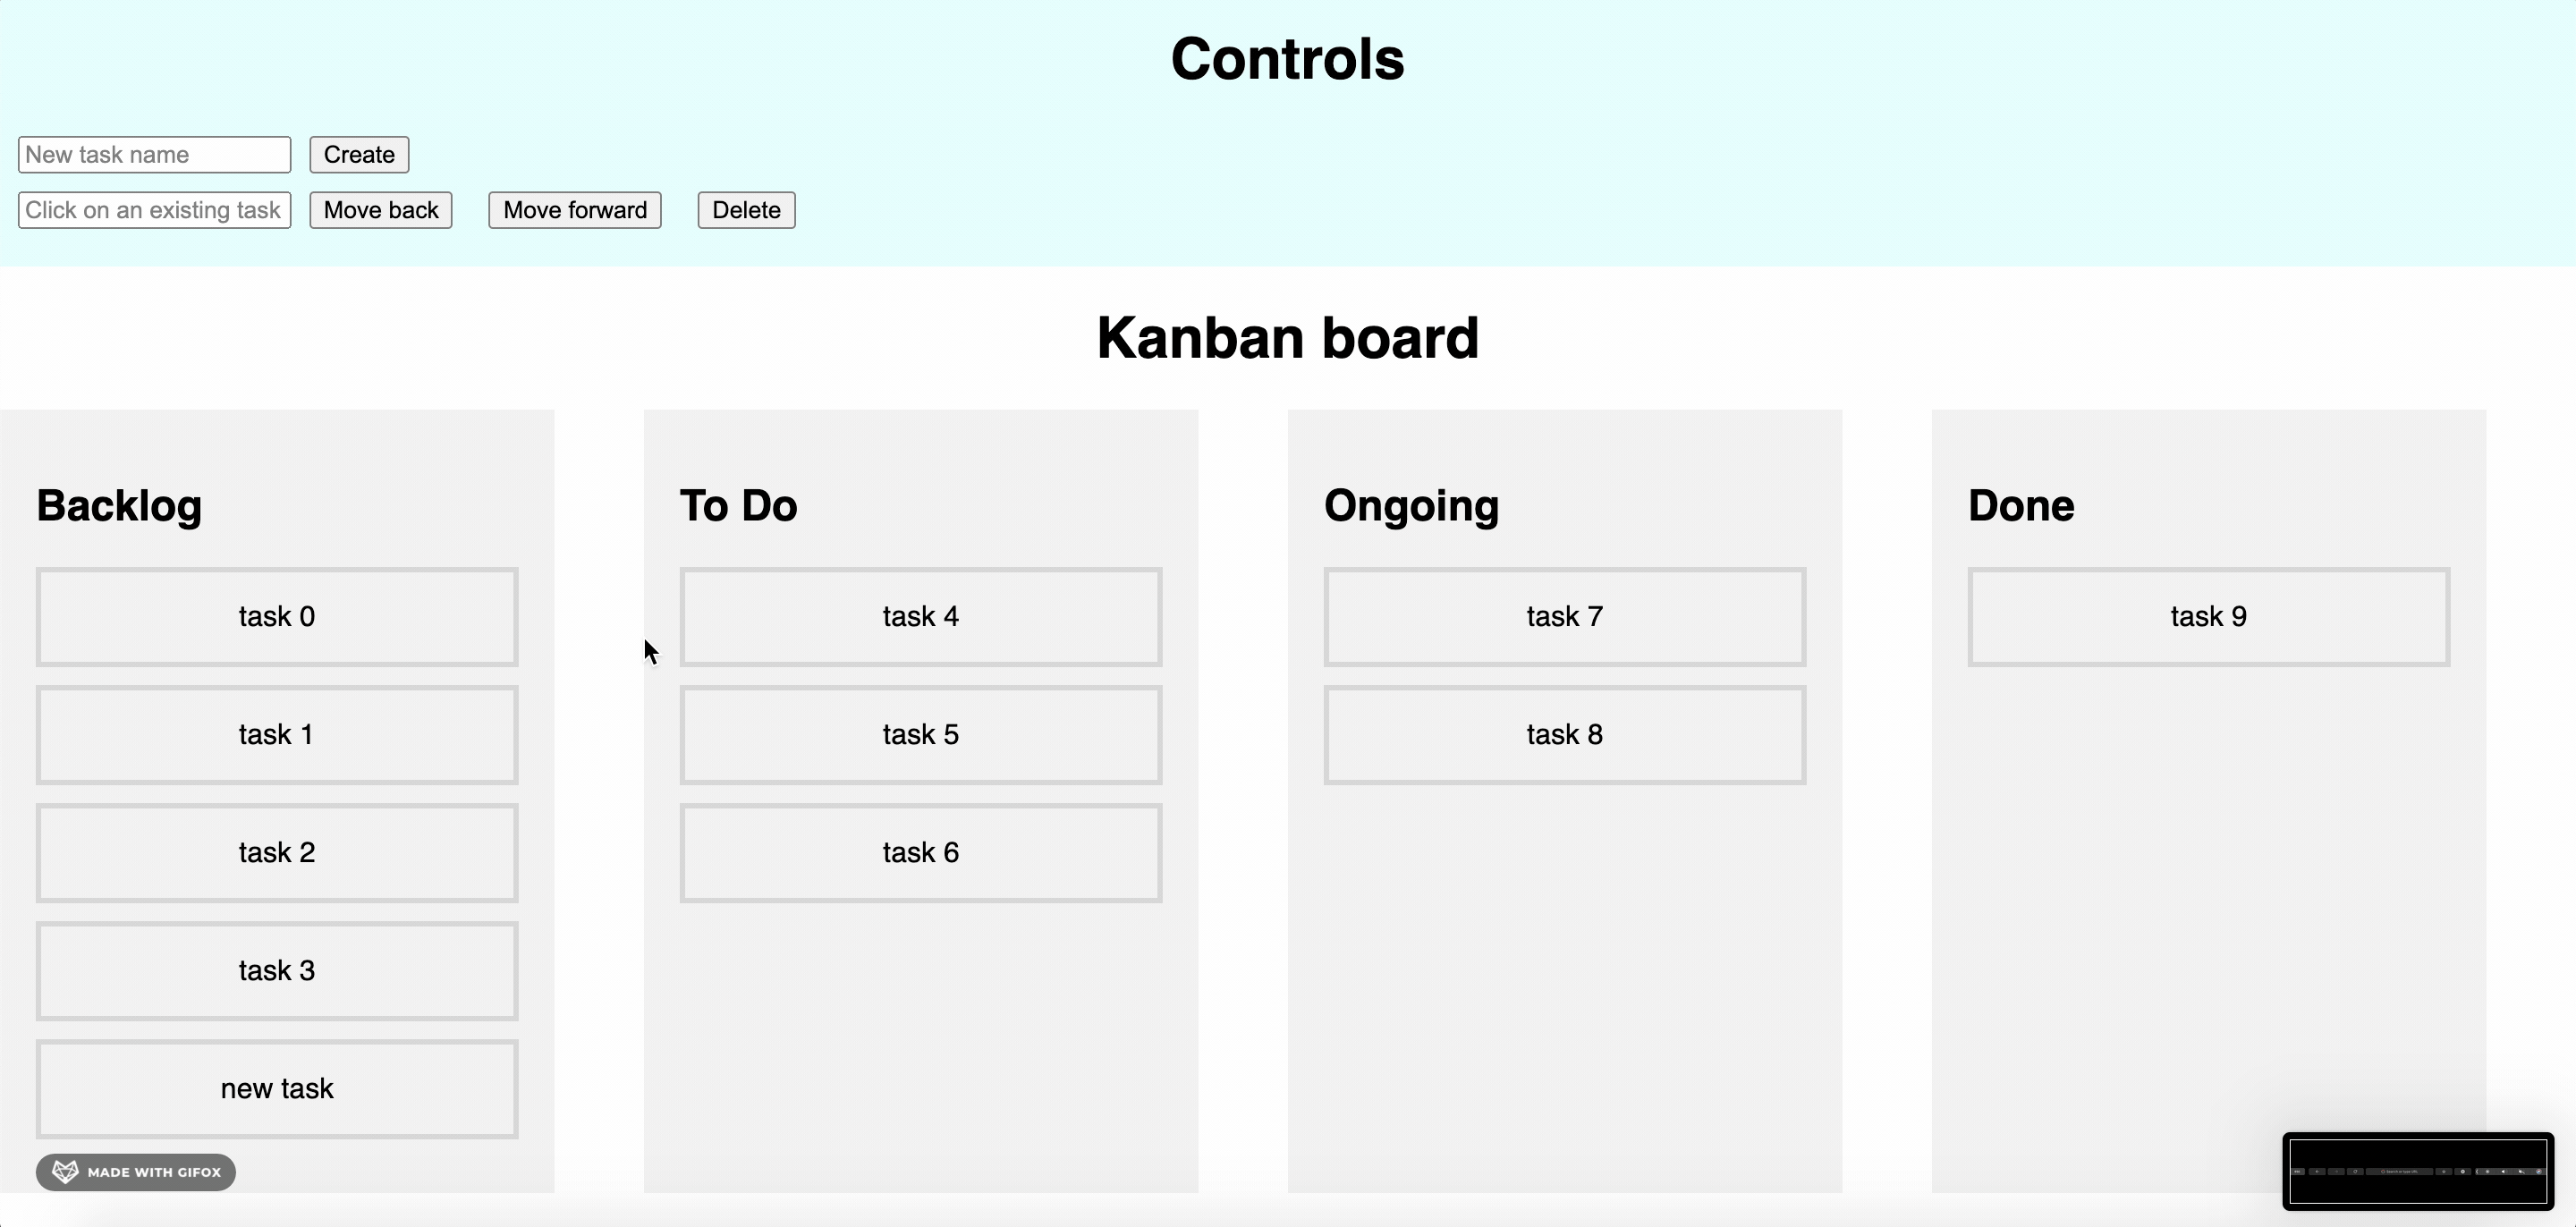 Controls
New task name Create
Click on an existing task Move back Move forward Delete
Kanban board
Backlog
task 0
task 1
task 2
task 3
new task
To Do
task 4
task 5
task 6
Ongoing
task 7
task 8
Done
task 9
MADE WITH GIFOX